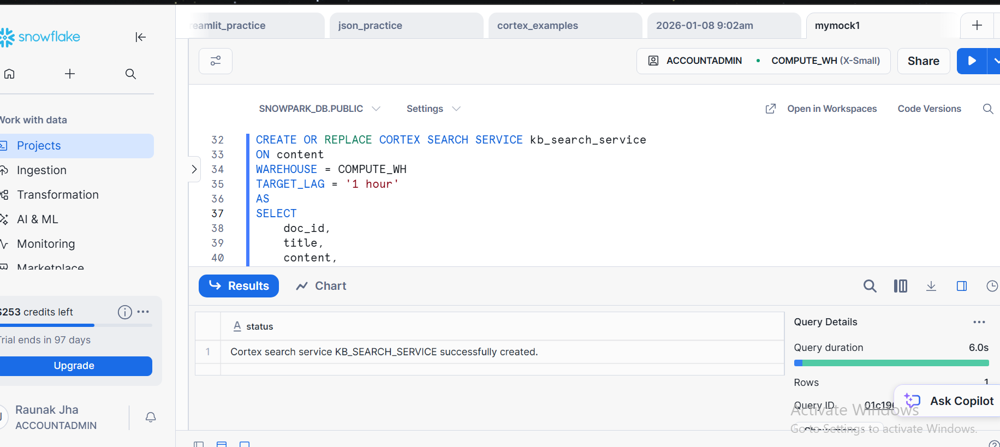 snowflake
Work with data
Projects
Ingestion
Transformation
AI & ML
Monitoring
Marketplace
$253 credits left
Trial ends in 97 days
Upgrade
Raunak Jha
ACCOUNTADMIN
reamlit_practice
json_practice
cortex_examples
2026-01-08 9:02am
mymock1
ACCOUNTADMIN • COMPUTE_WH (X-Small)
Share
SNOWPARK_DB.PUBLIC
Settings
Open in Workspaces
Code Versions
32 CREATE OR REPLACE CORTEX SEARCH SERVICE kb_search_service
33 ON content
34 WAREHOUSE = COMPUTE_WH
35 TARGET_LAG = '1 hour'
36 AS
37 SELECT
38 doc_id,
39 title,
40 content,
Results
Chart
A status
1 Cortex search service KB_SEARCH_SERVICE successfully created.
Query Details
Query duration 6.0s
Rows 1
Query ID 01c19
Ask Copilot
Activate Windows
Go to Settings to activate Windows.